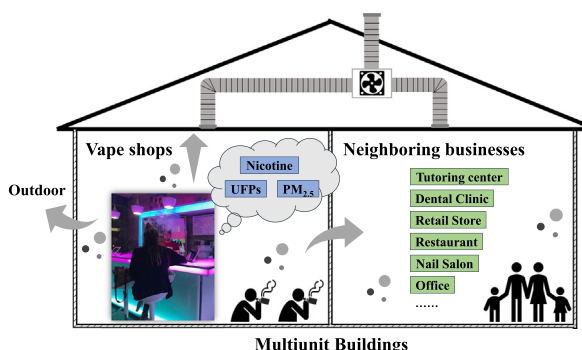 Vape shops
Neighboring businesses
Nicotine
UFPs
PM2.5
Outdoor
Tutoring center
Dental Clinic
Retail Store
Restaurant
Nail Salon
Office
......
Multiunit Buildings